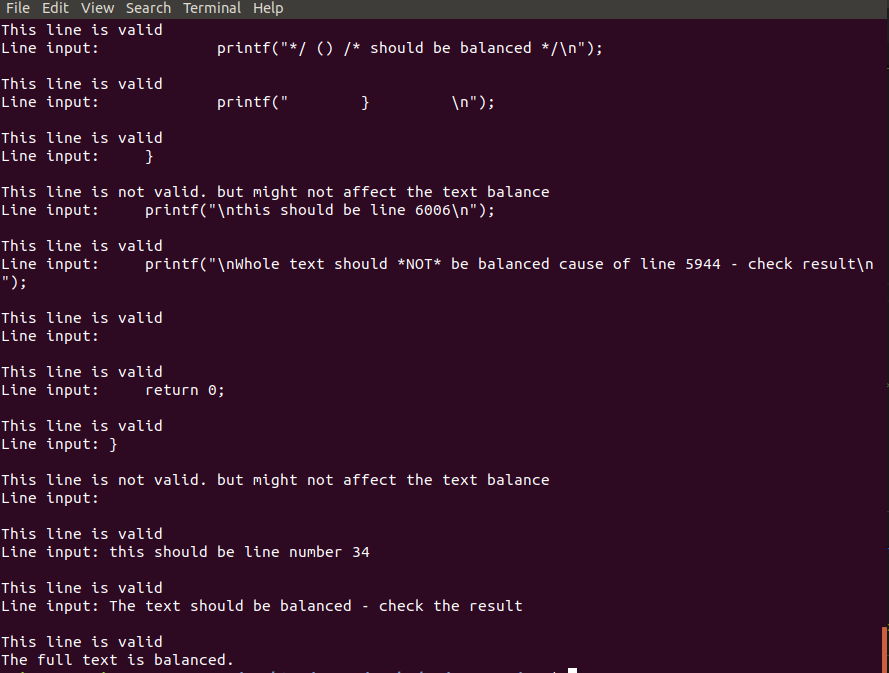 File Edit View Search Terminal Help
This line is valid
Line input:             printf("*/ () /* should be balanced */\n");
This line is valid
Line input:             printf("        }         \n");
This line is valid
Line input:     }
This line is not valid. but might not affect the text balance
Line input:     printf("\nthis should be line 6006\n");
This line is valid
Line input:     printf("\nWhole text should *NOT* be balanced cause of line 5944 - check result\n
");
This line is valid
Line input:
This line is valid
Line input:     return 0;
This line is valid
Line input: }
This line is not valid. but might not affect the text balance
Line input:
This line is valid
Line input: this should be line number 34
This line is valid
Line input: The text should be balanced - check the result
This line is valid
The full text is balanced.